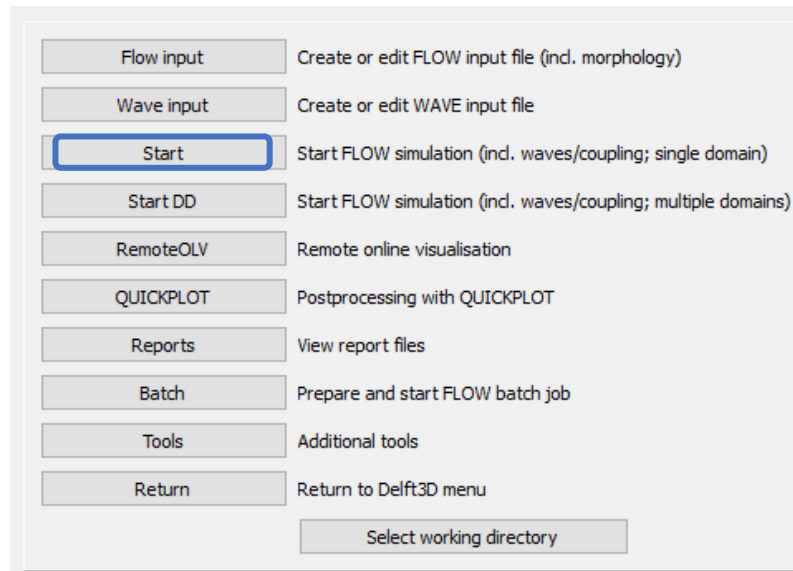 Flow input Create or edit FLOW input file (incl. morphology)
Wave input Create or edit WAVE input file
Start Start FLOW simulation (incl. waves/coupling; single domain)
Start DD Start FLOW simulation (incl. waves/coupling; multiple domains)
RemoteOLV Remote online visualisation
QUICKPLOT Postprocessing with QUICKPLOT
Reports View report files
Batch Prepare and start FLOW batch job
Tools Additional tools
Return Return to Delft3D menu
Select working directory